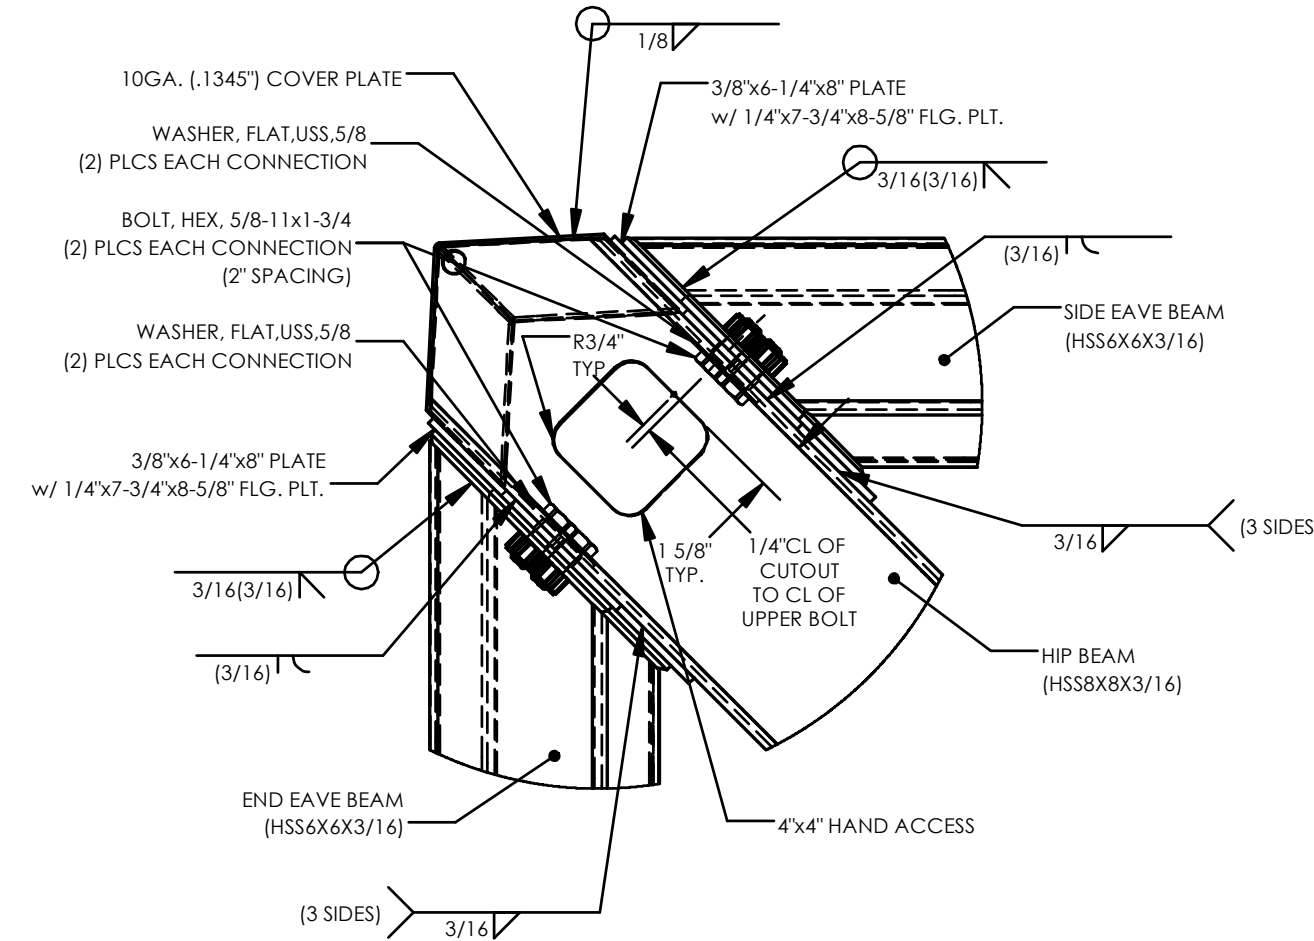 1/8
10GA. (.1345") COVER PLATE
3/8"x6-1/4"x8" PLATE
w/ 1/4"x7-3/4"x8-5/8" FLG. PLT.
WASHER, FLAT,USS,5/8
(2) PLCS EACH CONNECTION
3/16(3/16)
BOLT, HEX, 5/8-11x1-3/4
(2) PLCS EACH CONNECTION
(2" SPACING)
(3/16)
SIDE EAVE BEAM
(HSS6X6X3/16)
WASHER, FLAT,USS,5/8
(2) PLCS EACH CONNECTION
R3/4"
TYP
3/8"x6-1/4"x8" PLATE
w/ 1/4"x7-3/4"x8-5/8" FLG. PLT.
3/16
(3 SIDES
1 5/8"
TYP.
1/4"CL OF
CUTOUT
TO CL OF
UPPER BOLT
3/16(3/16)
(3/16)
HIP BEAM
(HSS8X8X3/16)
END EAVE BEAM
(HSS6X6X3/16)
4"x4" HAND ACCESS
(3 SIDES)
3/16